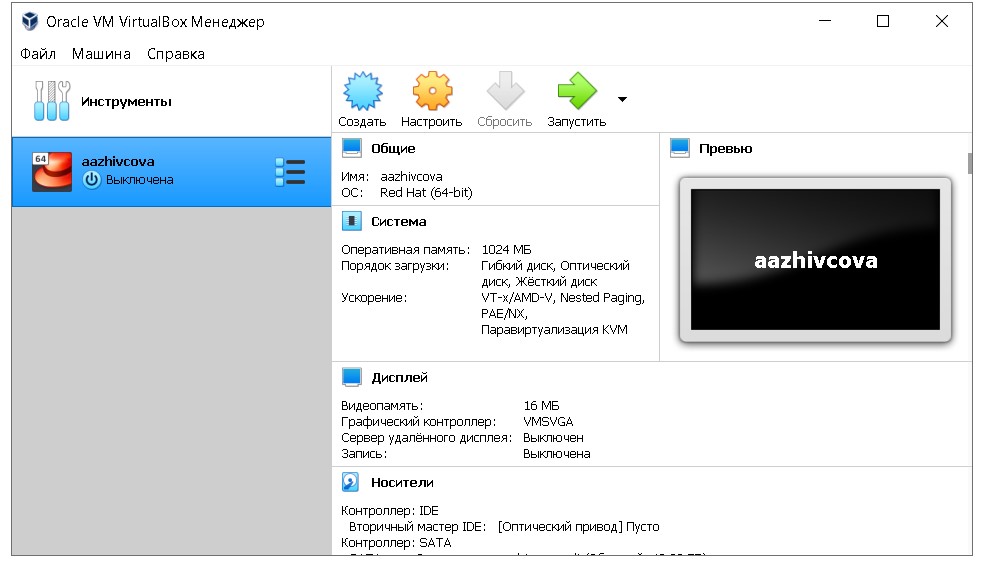 Oracle VM VirtualBox Менеджер
Файл Машина Справка
Инструменты
64
aazhivcova
Выключена
Создать Настроить Сбросить Запустить
Общие
Имя: aazhivcova
ОС: Red Hat (64-bit)
Система
Оперативная память: 1024 МБ
Порядок загрузки: Гибкий диск, Оптический
диск, Жёсткий диск
Ускорение: VT-x/AMD-V, Nested Paging,
PAE/NX,
Паравиртуализация KVM
Превью
aazhivcova
Дисплей
Видеопамять: 16 МБ
Графический контроллер: VMSVGA
Сервер удалённого дисплея: Выключен
Запись: Выключена
Носители
Контроллер: IDE
Вторичный мастер IDE: [Оптический привод] Пусто
Контроллер: SATA